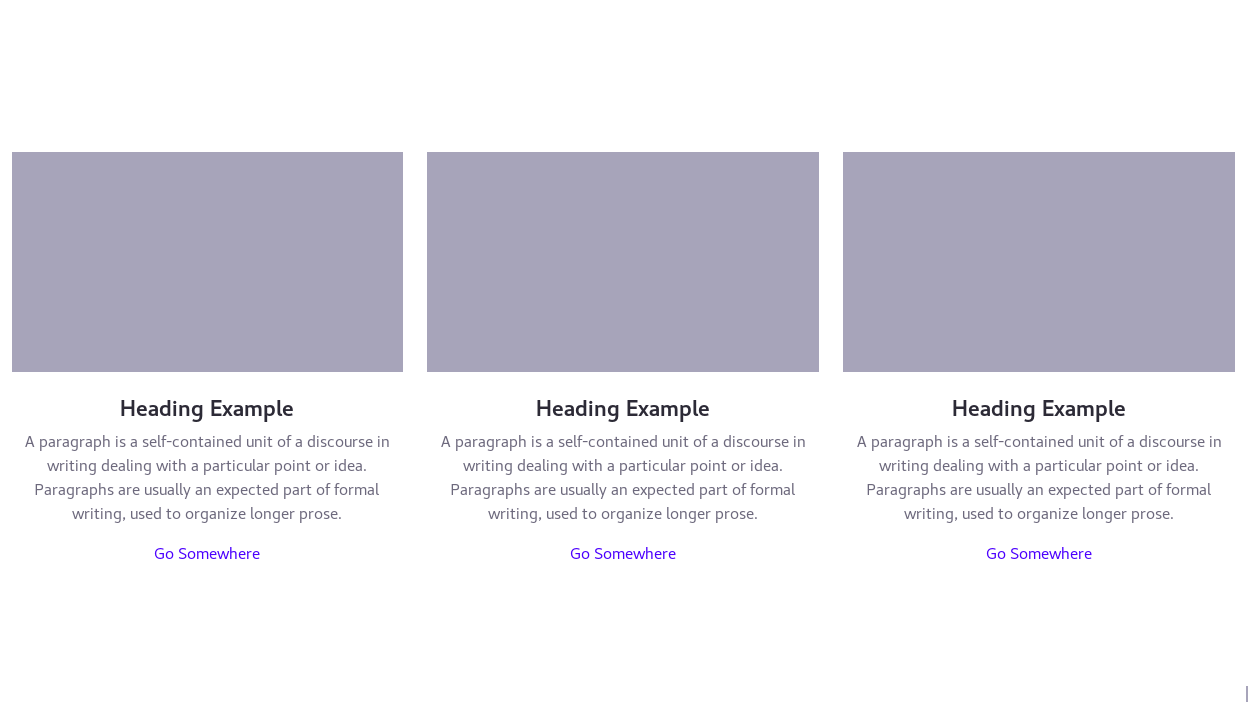 Heading Example
A paragraph is a self-contained unit of a discourse in
writing dealing with a particular point or idea.
Paragraphs are usually an expected part of formal
writing, used to organize longer prose.
Go Somewhere
Heading Example
A paragraph is a self-contained unit of a discourse in
writing dealing with a particular point or idea.
Paragraphs are usually an expected part of formal
writing, used to organize longer prose.
Go Somewhere
Heading Example
A paragraph is a self-contained unit of a discourse in
writing dealing with a particular point or idea.
Paragraphs are usually an expected part of formal
writing, used to organize longer prose.
Go Somewhere